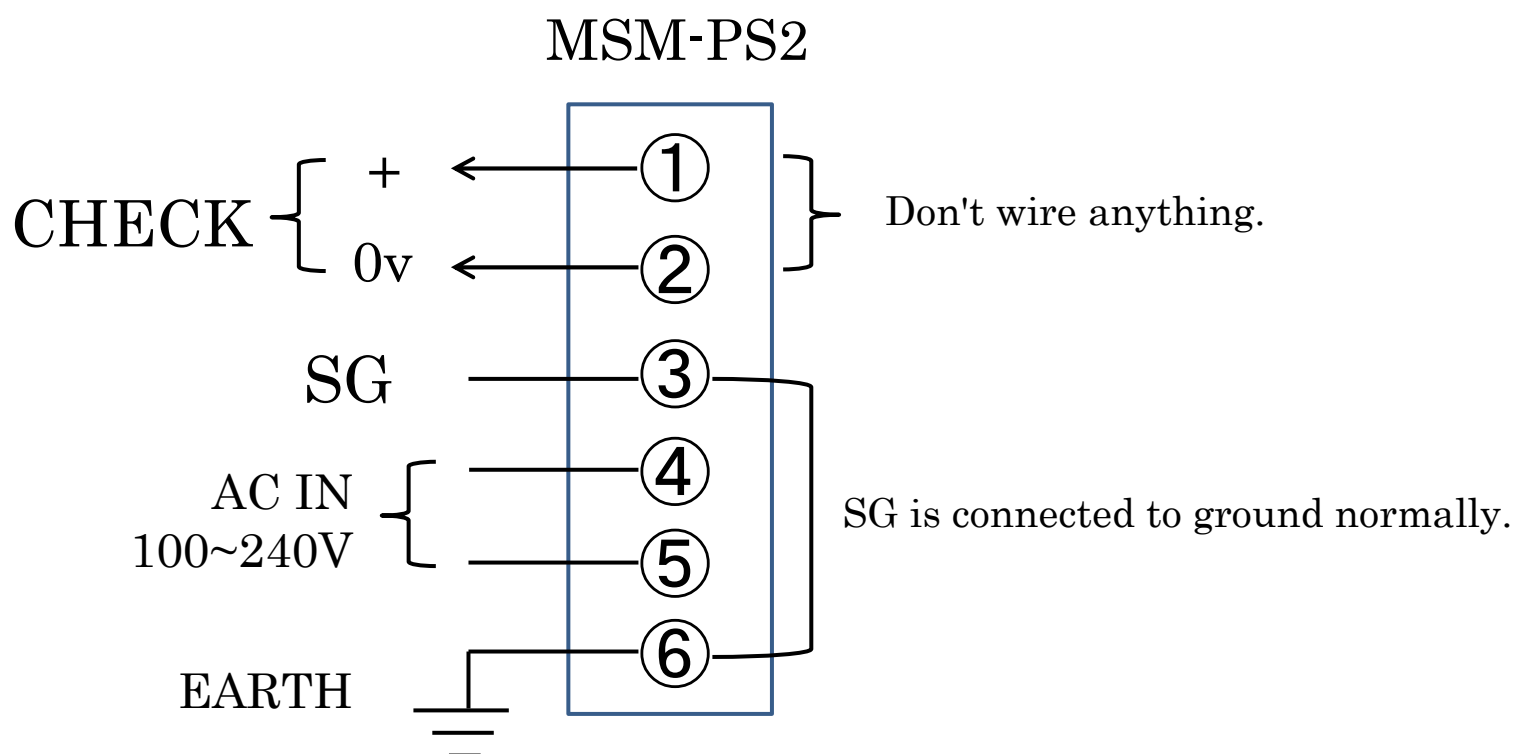 MSM-PS2
CHECK
+
①
0v
②
Don't wire anything.
SG
③
AC IN
100~240V
④
⑤
SG is connected to ground normally.
EARTH
⑥